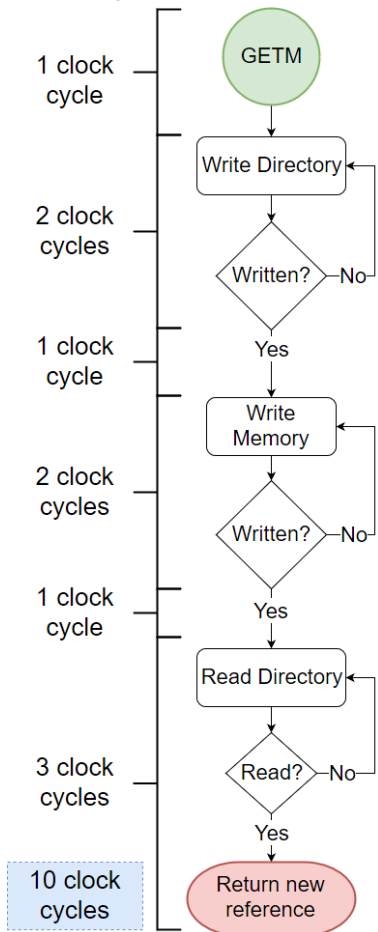 GETM
1 clock
cycle
Write Directory
2 clock
cycles
Written?
No
Yes
1 clock
cycle
Write
Memory
2 clock
cycles
Written?
No
Yes
1 clock
cycle
Read Directory
3 clock
cycles
Read?
No
Yes
10 clock
cycles
Return new
reference